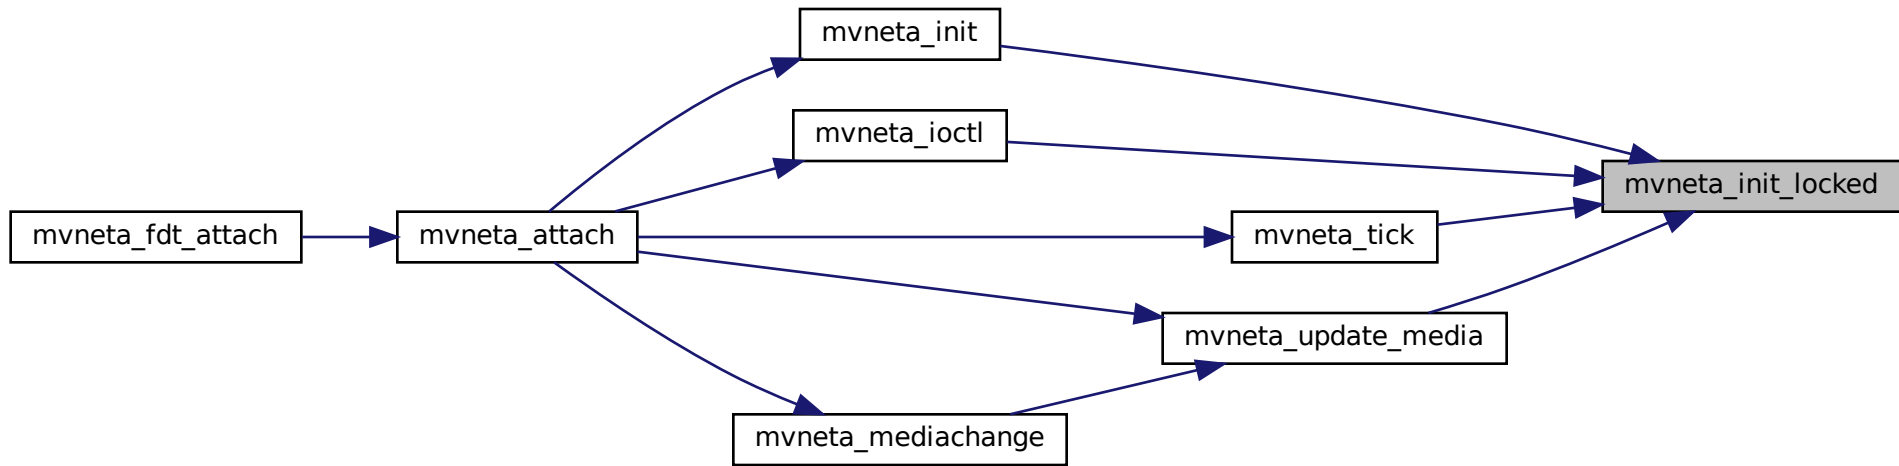 mvneta_init
mvneta_ioctl
mvneta_init_locked
mvneta_fdt_attach
mvneta_attach
mvneta_tick
mvneta_update_media
mvneta_mediachange